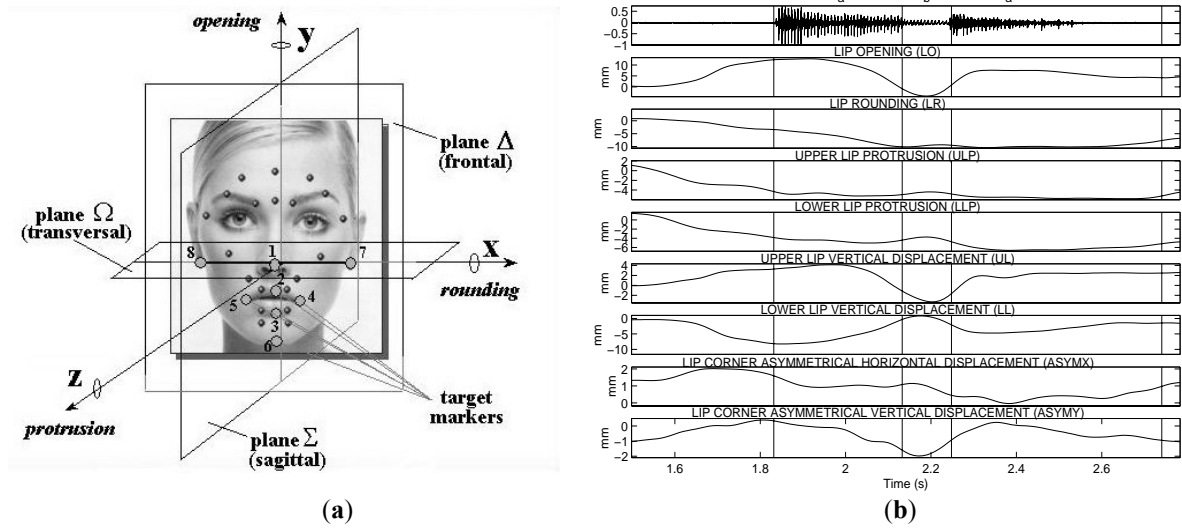 opening
y
plane Δ
(frontal)
plane Ω
(transversal)
8
1
7
x
rounding
2
5
4
3
6
z
protrusion
target
markers
plane Σ
(sagittal)
(a)
0.5
0
−0.5
−1
LIP OPENING (LO)
10
5
0
mm
LIP ROUNDING (LR)
0
−5
−10
mm
UPPER LIP PROTRUSION (ULP)
2
0
−2
−4
mm
LOWER LIP PROTRUSION (LLP)
0
−2
−4
−6
mm
UPPER LIP VERTICAL DISPLACEMENT (UL)
4
2
0
−2
mm
LOWER LIP VERTICAL DISPLACEMENT (LL)
0
−5
−10
mm
LIP CORNER ASYMMETRICAL HORIZONTAL DISPLACEMENT (ASYMX)
2
1
0
mm
LIP CORNER ASYMMETRICAL VERTICAL DISPLACEMENT (ASYMY)
0
−1
−2
mm
1.6 1.8 2 2.2 2.4 2.6
Time (s)
(b)